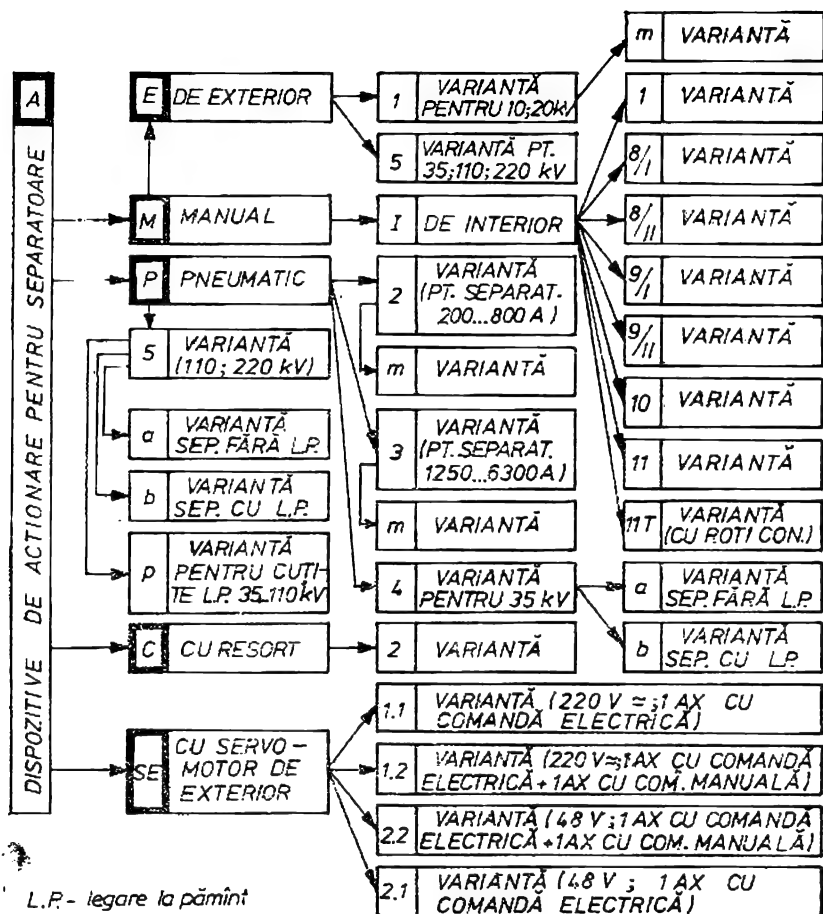 A
DISPOZITIVE DE ACTIONARE PENTRU SEPARATOARE
E DE EXTERIOR
M MANUAL
P PNEUMATIC
5 VARIANTĂ
(110; 220 kV)
a VARIANTĂ
SEP. FĂRĂ L.P.
b VARIANTĂ
SEP. CU L.P.
p VARIANTĂ
PENTRU CUTI-
TE L.P. 35...110kV
C CU RESORT
SE CU SERVO-
MOTOR DE
EXTERIOR
1 VARIANTĂ
PENTRU 10;20kV
5 VARIANTĂ PT.
35;110; 220 kV
I DE INTERIOR
2 VARIANTĂ
(PT. SEPARAT.
200...800 A)
m VARIANTĂ
3 VARIANTĂ
(PT. SEPARAT.
1250...6300A)
m VARIANTĂ
4 VARIANTĂ
PENTRU 35 kV
2 VARIANTĂ
m VARIANTĂ
1 VARIANTĂ
8/I VARIANTĂ
8/II VARIANTĂ
9/I VARIANTĂ
9/II VARIANTĂ
10 VARIANTĂ
11 VARIANTĂ
11T VARIANTĂ
(CU ROTI CON.)
a VARIANTĂ
SEP. FĂRĂ L.P.
b VARIANTĂ
SEP. CU L.P.
1.1 VARIANTĂ (220 V ≂; 1 AX CU
COMANDĂ ELECTRICĂ)
1.2 VARIANTĂ (220 V≂; 1AX CU COMANDĂ
ELECTRICĂ+1AX CU COM. MANUALĂ)
2.2 VARIANTĂ (48 V; 1 AX CU COMANDĂ
ELECTRICĂ+1AX CU COM. MANUALĂ)
2.1 VARIANTĂ (48 V ; 1 AX CU
COMANDĂ ELECTRICĂ)
L.P. - legare la pămînt